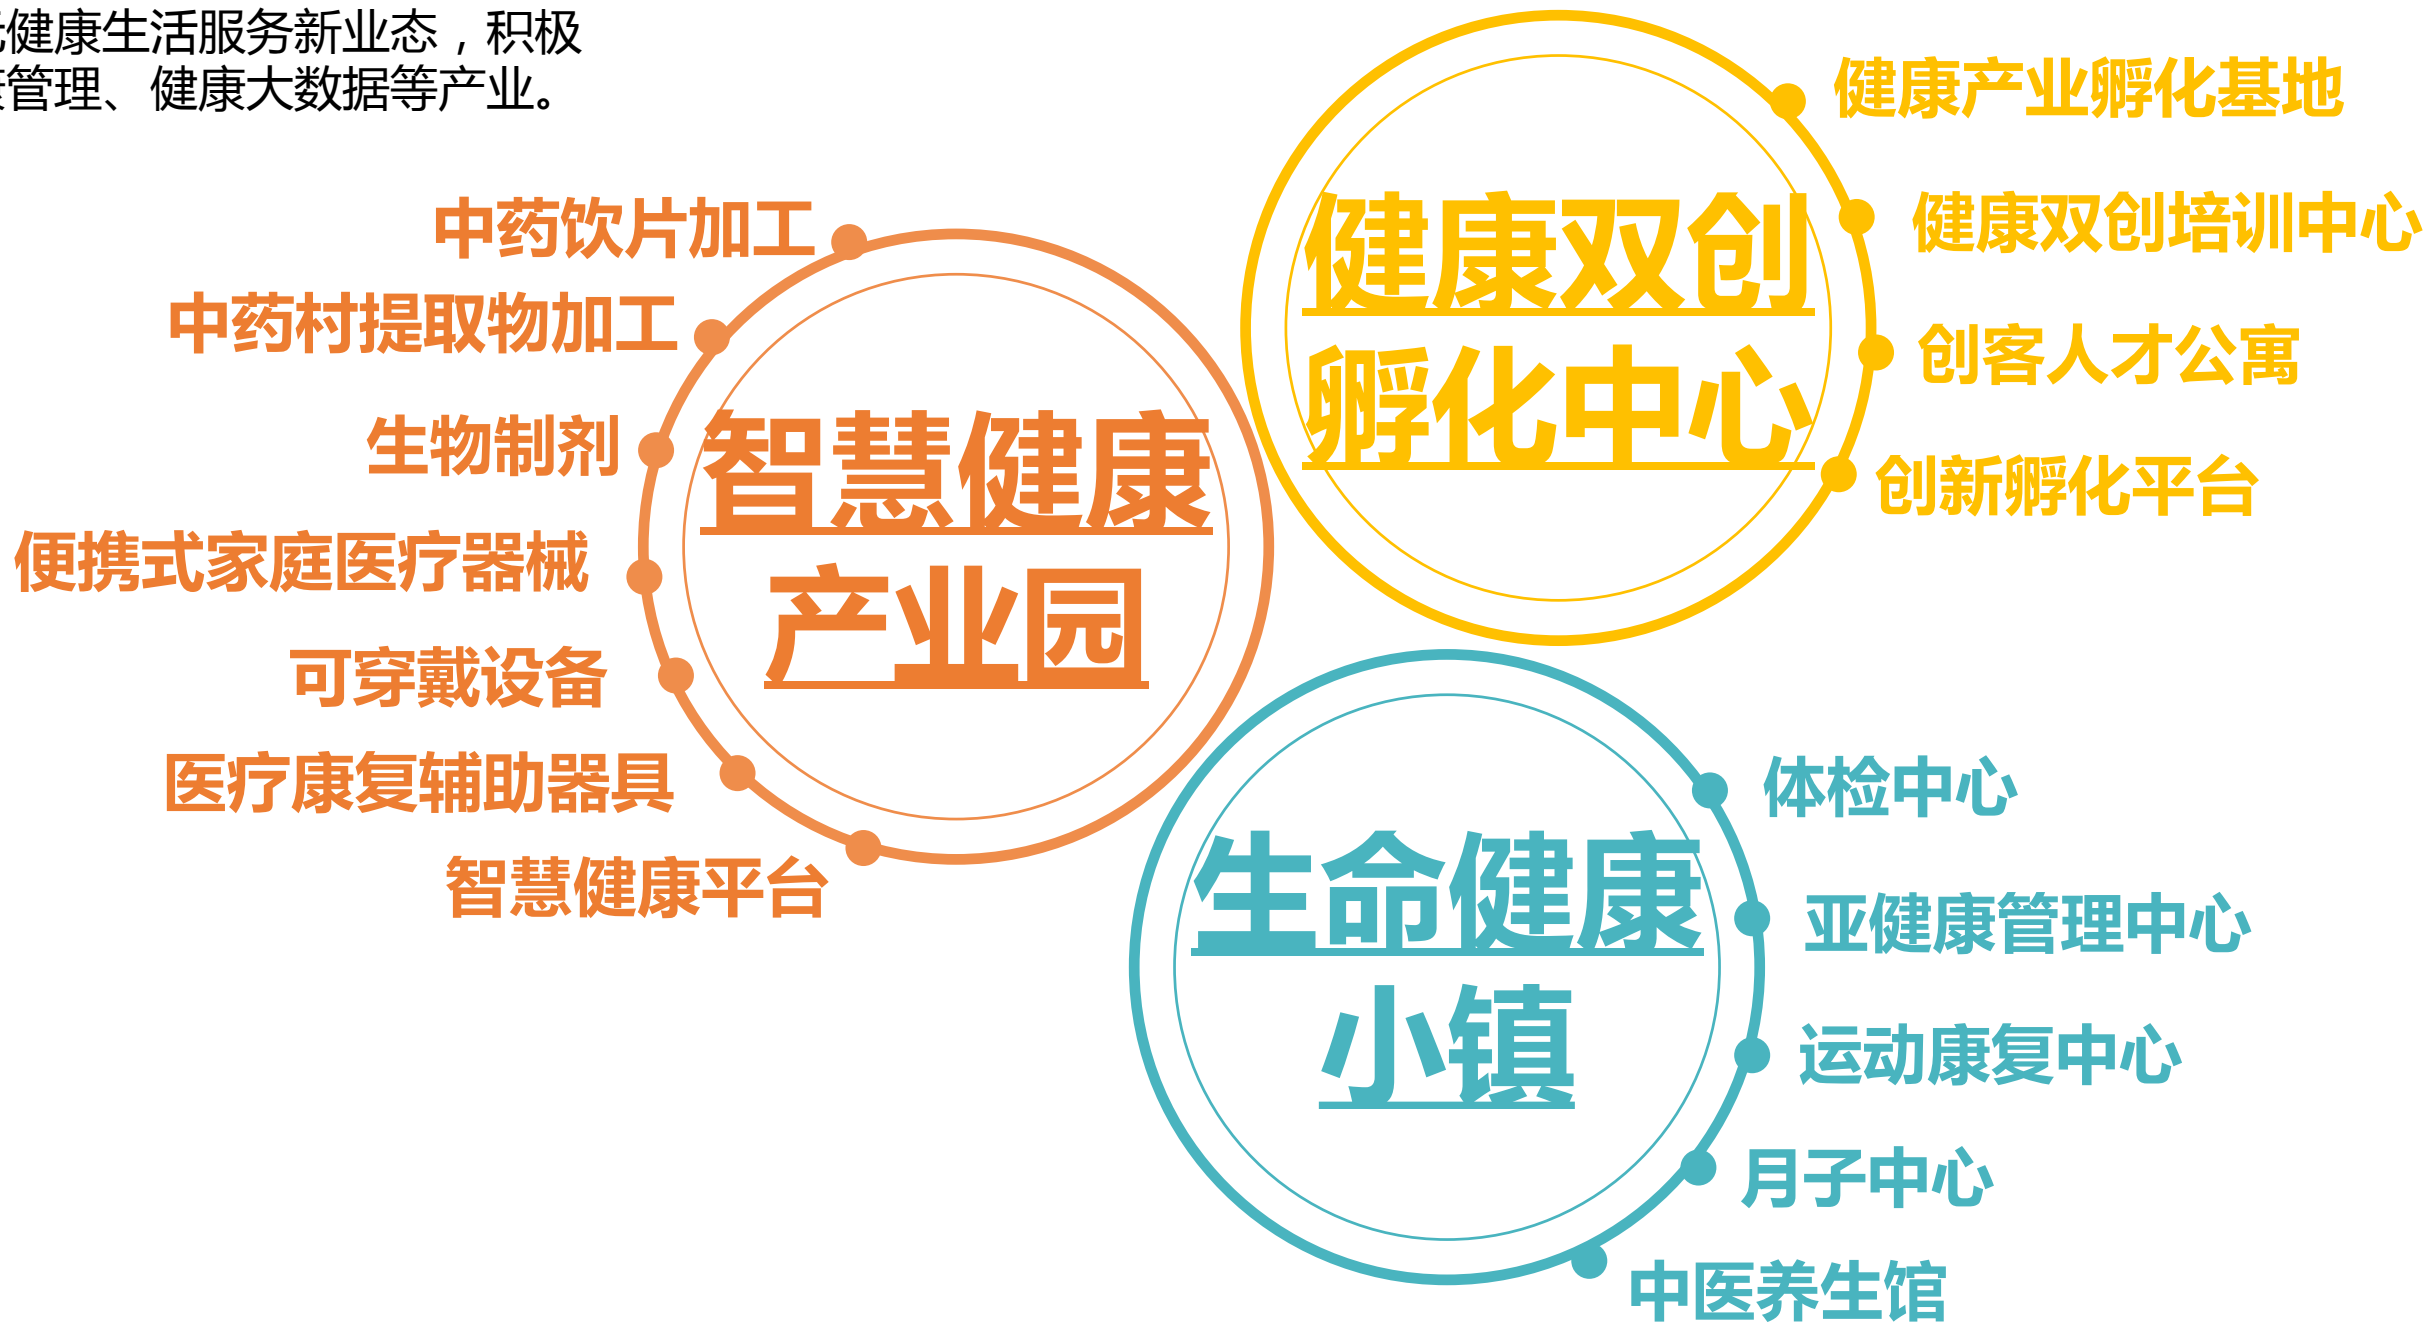 健康生活服务新业态，积极
管理、健康大数据等产业。
中药饮片加工
中药村提取物加工
生物制剂
便携式家庭医疗器械
可穿戴设备
医疗康复辅助器具
智慧健康平台
智慧健康
产业园
健康双创
孵化中心
健康产业孵化基地
健康双创培训中心
创客人才公寓
创新孵化平台
生命健康
小镇
体检中心
亚健康管理中心
运动康复中心
月子中心
中医养生馆